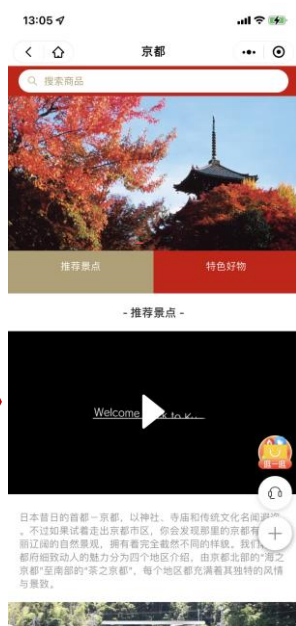 13:05
京都
搜索商品
推荐景点
特色好物
- 推荐景点 -
Welcome
逛一逛
日本昔日的首都－京都，以神社、寺庙和传统文化名闻
。不过如果试着走出京都市区，你会发现那里的京都有
丽辽阔的自然景观，拥有着完全截然不同的样貌。我们
都府细致动人的魅力分为四个地区介绍，由京都北部的“海之
京都”至南部的“茶之京都”，每个地区都充满着其独特的风情
与景致。